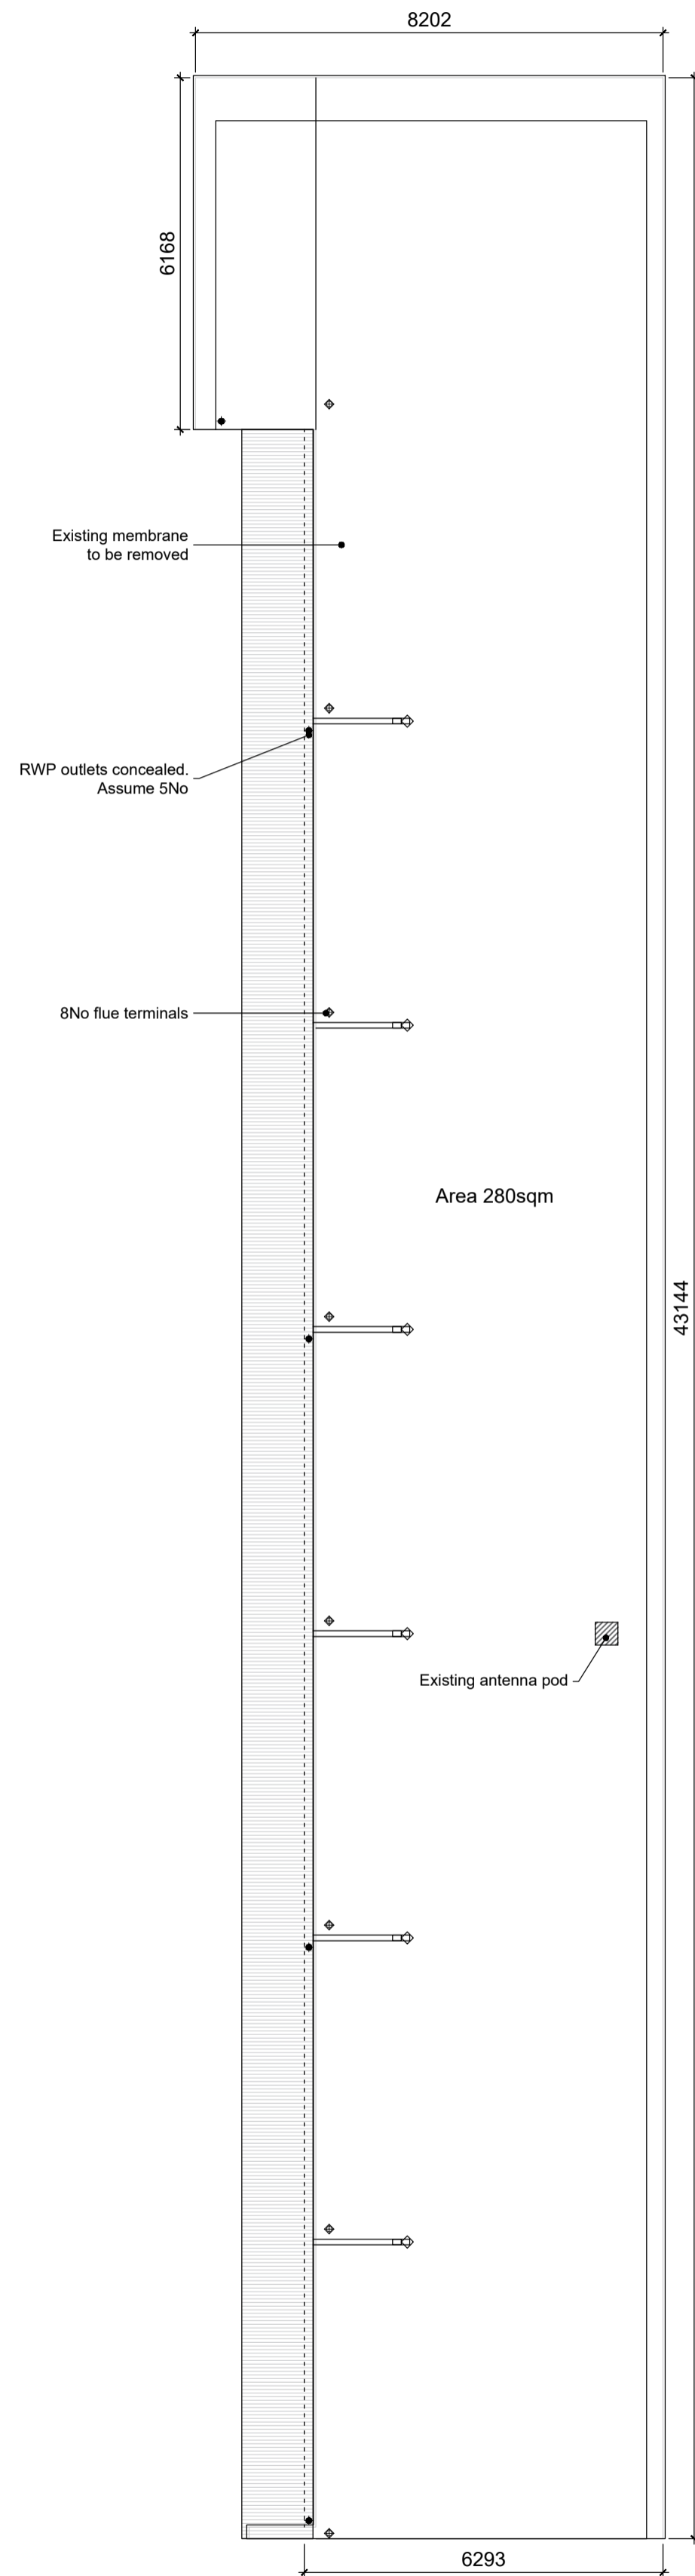 8202
6168
Existing membrane
to be removed
RWP outlets concealed.
Assume 5No
8No flue terminals
Area 280sqm
43144
Existing antenna pod
6293